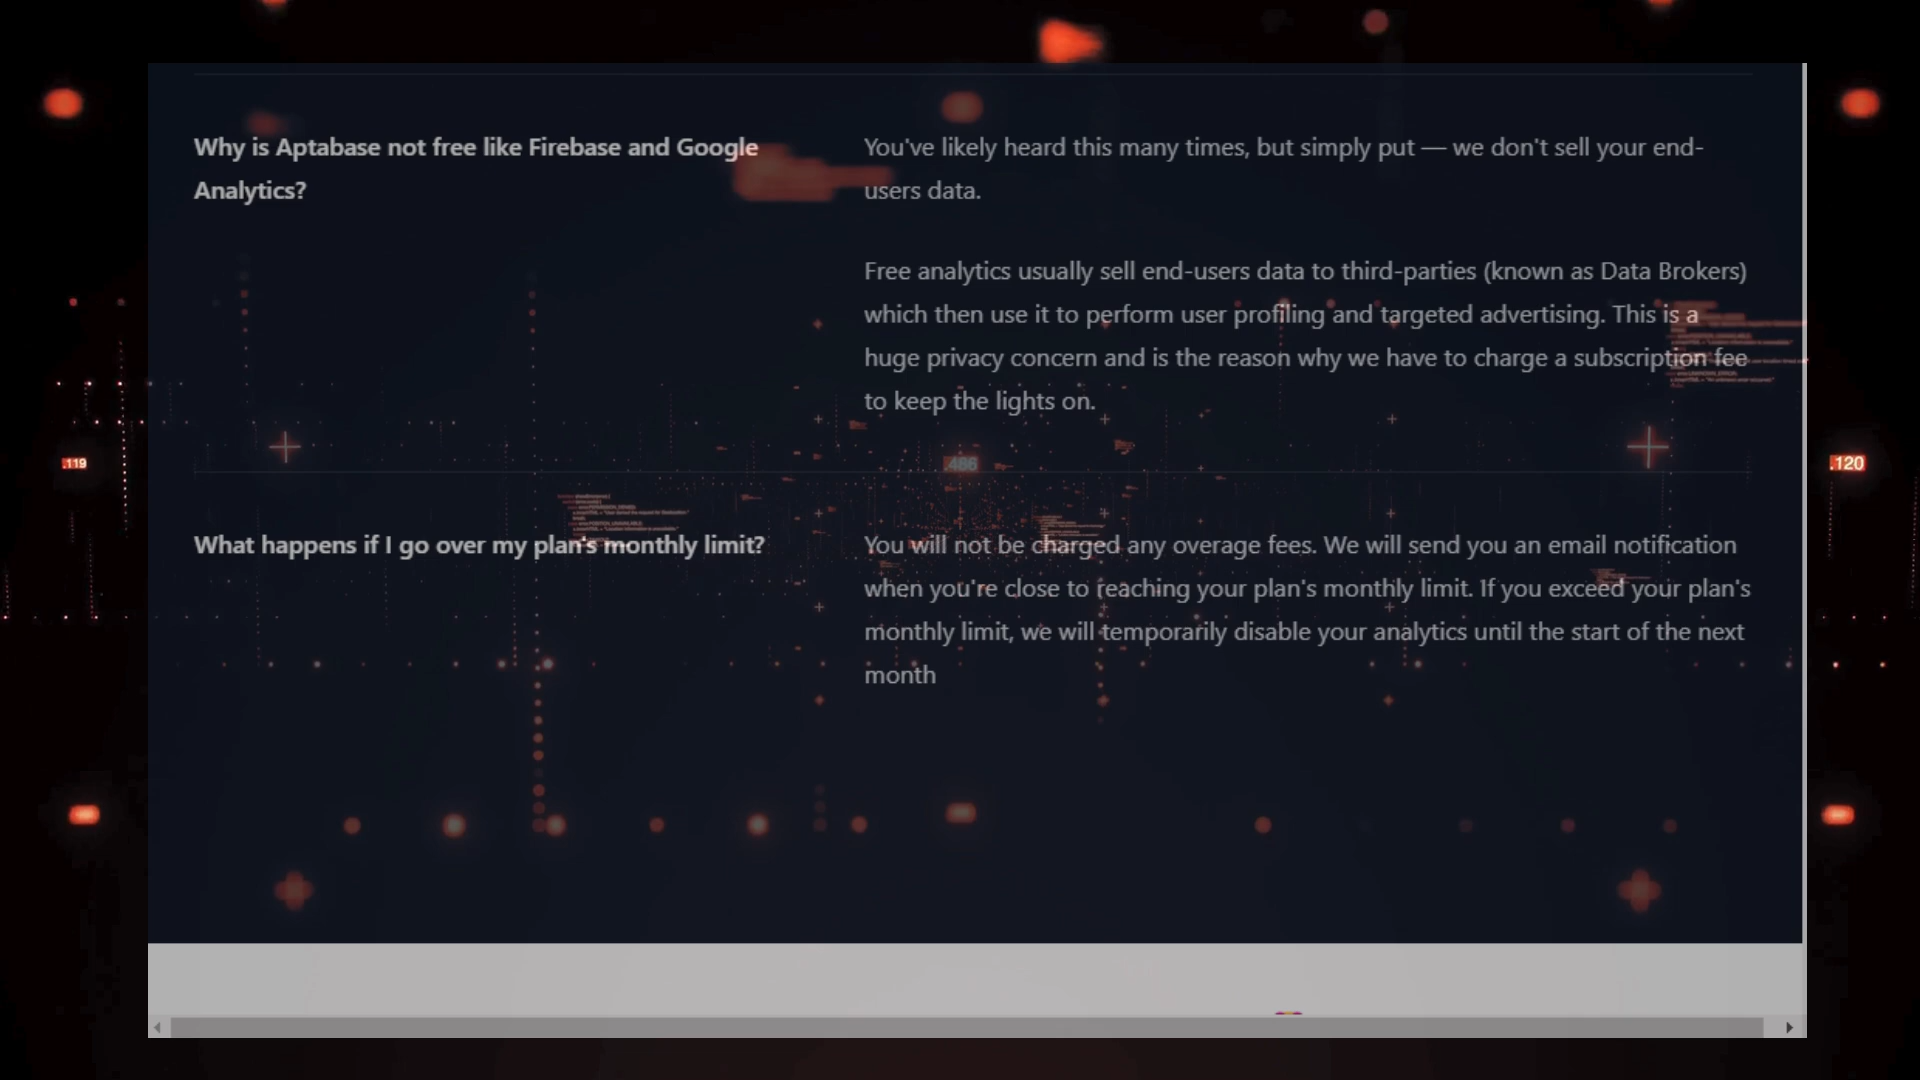 Why is Aptabase not free like Firebase and Google
Analytics?
You've likely heard this many times, but simply put — we don't sell your end-
users data.
Free analytics usually sell end-users data to third-parties (known as Data Brokers)
which then use it to perform user profiling and targeted advertising. This is a
huge privacy concern and is the reason why we have to charge a subscription fee
to keep the lights on.
.119
.486
.120
What happens if I go over my plan's monthly limit?
You will not be charged any overage fees. We will send you an email notification
when you're close to reaching your plan's monthly limit. If you exceed your plan's
monthly limit, we will temporarily disable your analytics until the start of the next
month